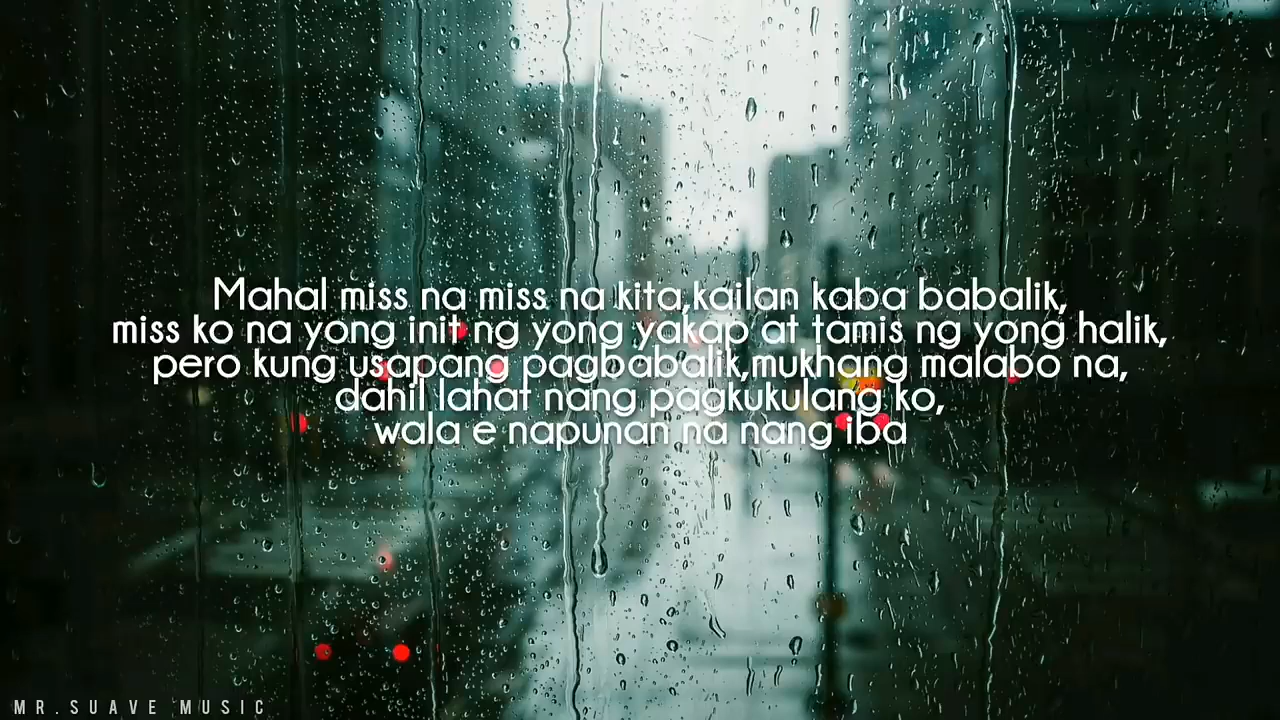 Mahal miss na miss na kita,kailan kaba babalik,
miss ko na yong init ng yong yakap at tamis ng yong halik,
pero kung usapang pagbabalik,mukhang malabo na,
dahil lahat nang pagkukulang ko,
wala e napunan na nang iba
MR.SUAVE MUSIC